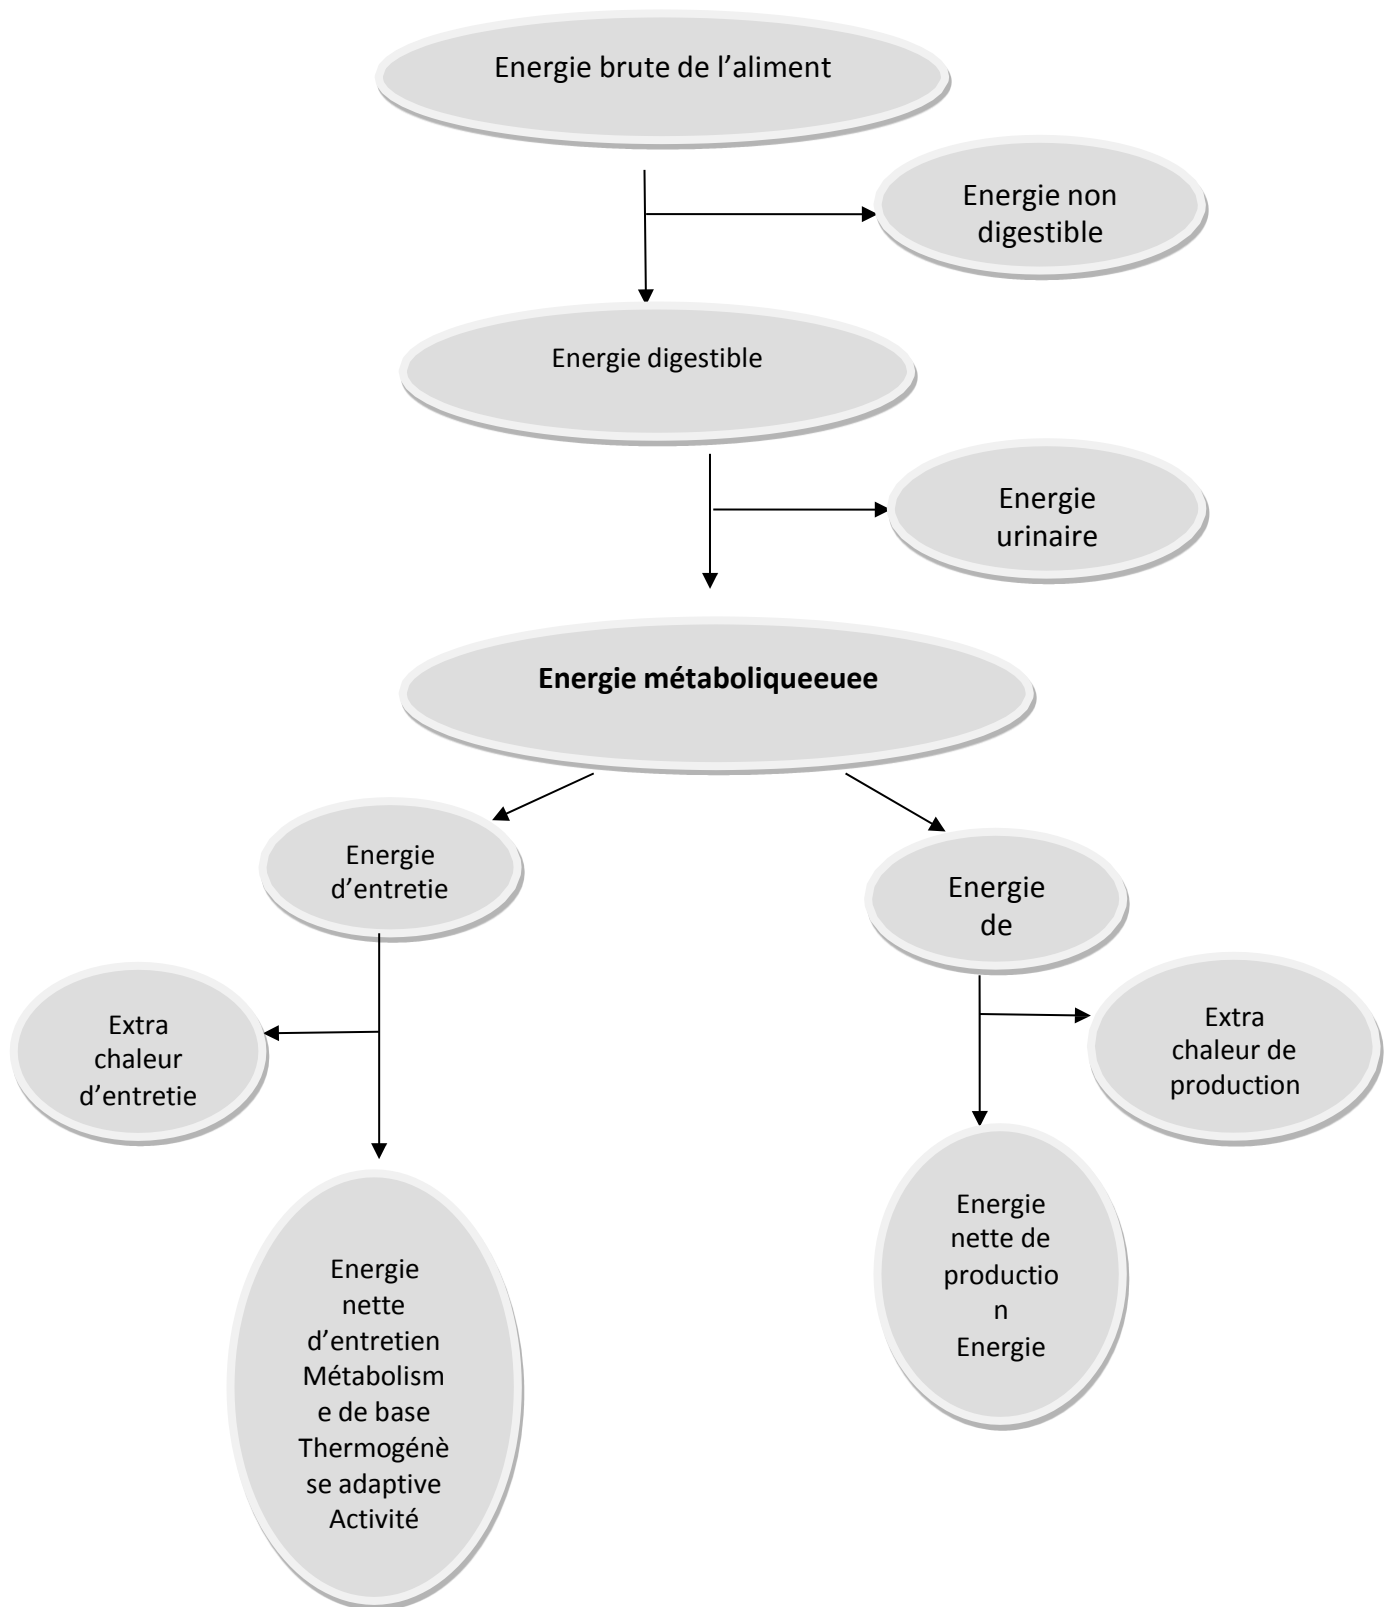 Energie brute de l’aliment
Energie non
digestible
Energie digestible
Energie
urinaire
Energie métaboliqueeuee
Energie
d’entretie
Energie
de
Extra
chaleur
d’entretie
Extra
chaleur de
production
Energie
nette
d’entretien
Métabolism
e de base
Thermogénè
se adaptive
Activité
Energie
nette de
productio
n
Energie